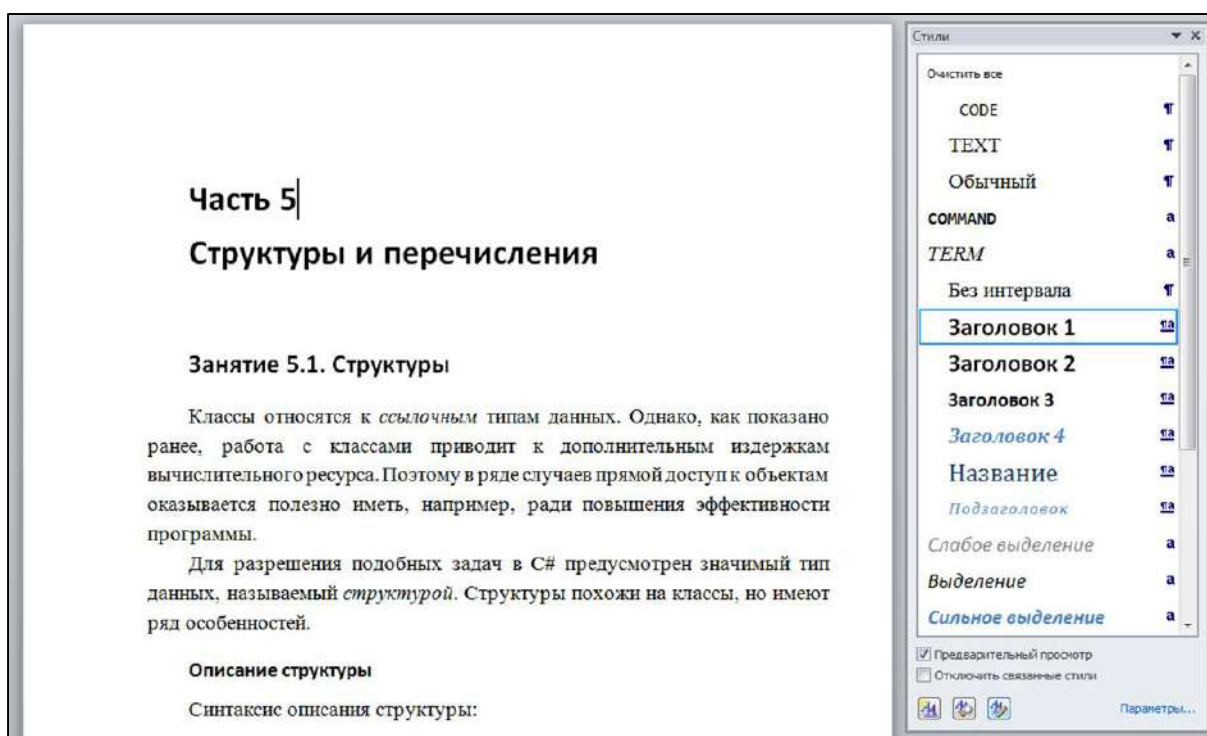 Часть 5
Структуры и перечисления
Занятие 5.1. Структуры
Классы относятся к ссылочным типам данных. Однако, как показано
ранее, работа с классами приводит к дополнительным издержкам
вычислительного ресурса. Поэтому в ряде случаев прямой доступ к объектам
оказывается полезно иметь, например, ради повышения эффективности
программы.
Для разрешения подобных задач в C# предусмотрен значимый тип
данных, называемый структурой. Структуры похожи на классы, но имеют
ряд особенностей.
Описание структуры
Синтаксис описания структуры:
Стили
Очистить все
CODE
TEXT
Обычный
COMMAND
TERM
Без интервала
Заголовок 1
Заголовок 2
Заголовок 3
Заголовок 4
Название
Подзаголовок
Слабое выделение
Выделение
Сильное выделение
Предварительный просмотр
Отключить связанные стили
Параметры...